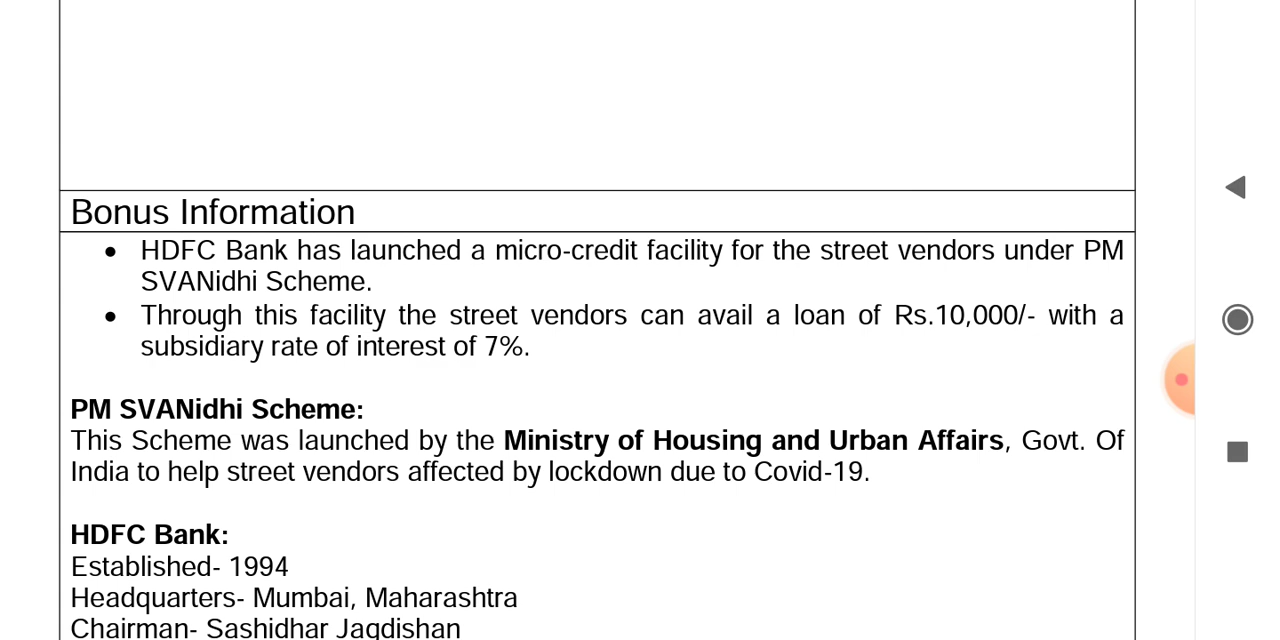 Bonus Information
• HDFC Bank has launched a micro-credit facility for the street vendors under PM
SVANidhi Scheme.
• Through this facility the street vendors can avail a loan of Rs.10,000/- with a
subsidiary rate of interest of 7%.
PM SVANidhi Scheme:
This Scheme was launched by the Ministry of Housing and Urban Affairs, Govt. Of
India to help street vendors affected by lockdown due to Covid-19.
HDFC Bank:
Established- 1994
Headquarters- Mumbai, Maharashtra
Chairman- Sashidhar Jagdishan